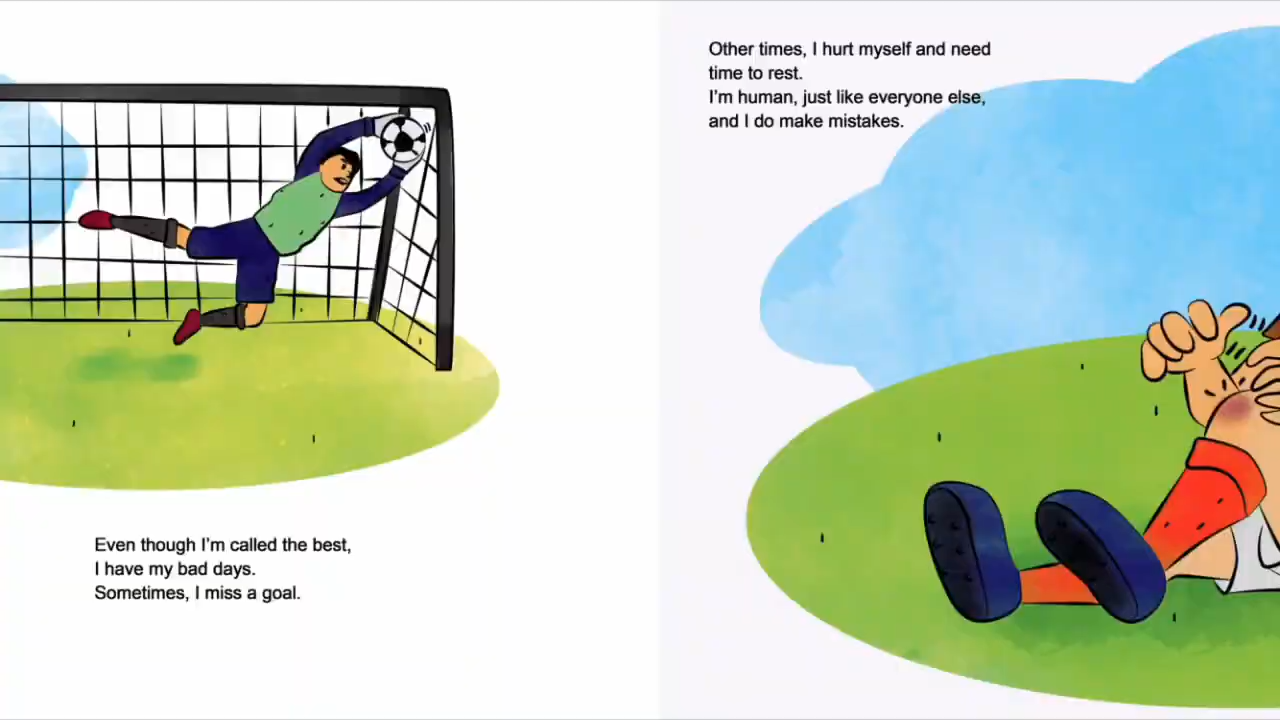 Even though I'm called the best,
I have my bad days.
Sometimes, I miss a goal.
Other times, I hurt myself and need
time to rest.
I'm human, just like everyone else,
and I do make mistakes.